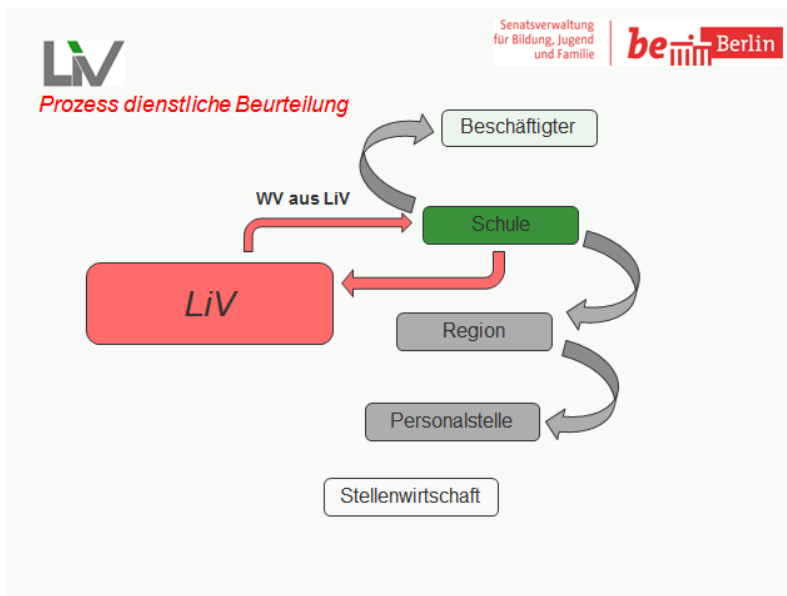 Senatsverwaltung
für Bildung, Jugend
und Familie
be Berlin
LiV
Prozess dienstliche Beurteilung
Beschäftigter
WV aus LiV
Schule
LiV
Region
Personalstelle
Stellenwirtschaft